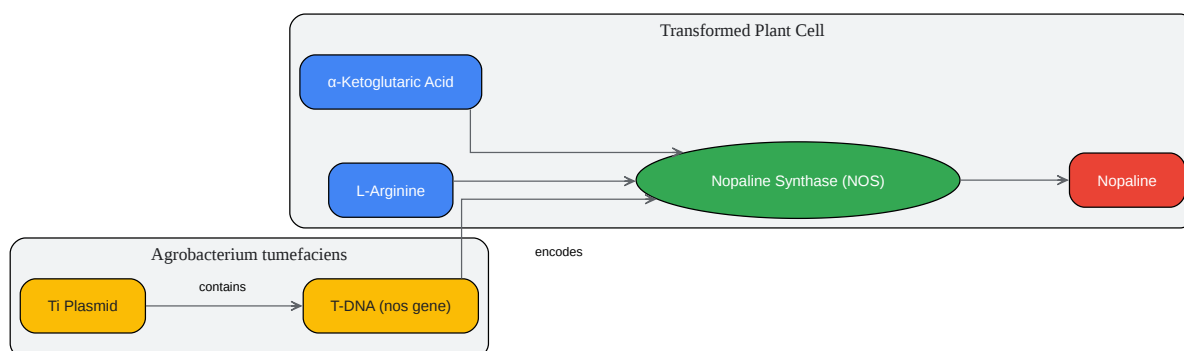 Transformed Plant Cell
α-Ketoglutaric Acid
L-Arginine
Nopaline Synthase (NOS)
Nopaline
Agrobacterium tumefaciens
encodes
contains
Ti Plasmid
T-DNA (nos gene)